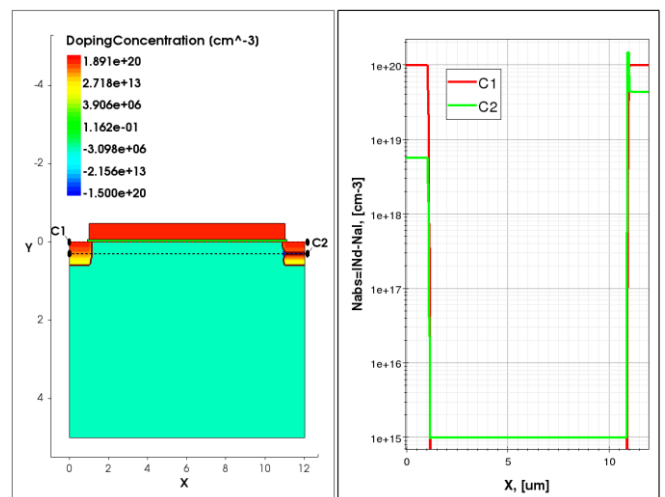 DopingConcentration (cm^-3)
1.891e+20
2.718e+13
3.906e+06
1.162e-01
-3.098e+06
-2.156e+13
-1.500e+20
-4
-2
0
2
4
Y
C1
C2
0
2
4
6
8
10
12
X
C1
C2
1e+20
1e+19
1e+18
1e+17
1e+16
1e+15
Nabs=|Nd-Na|, [cm-3]
0
5
10
X, [um]